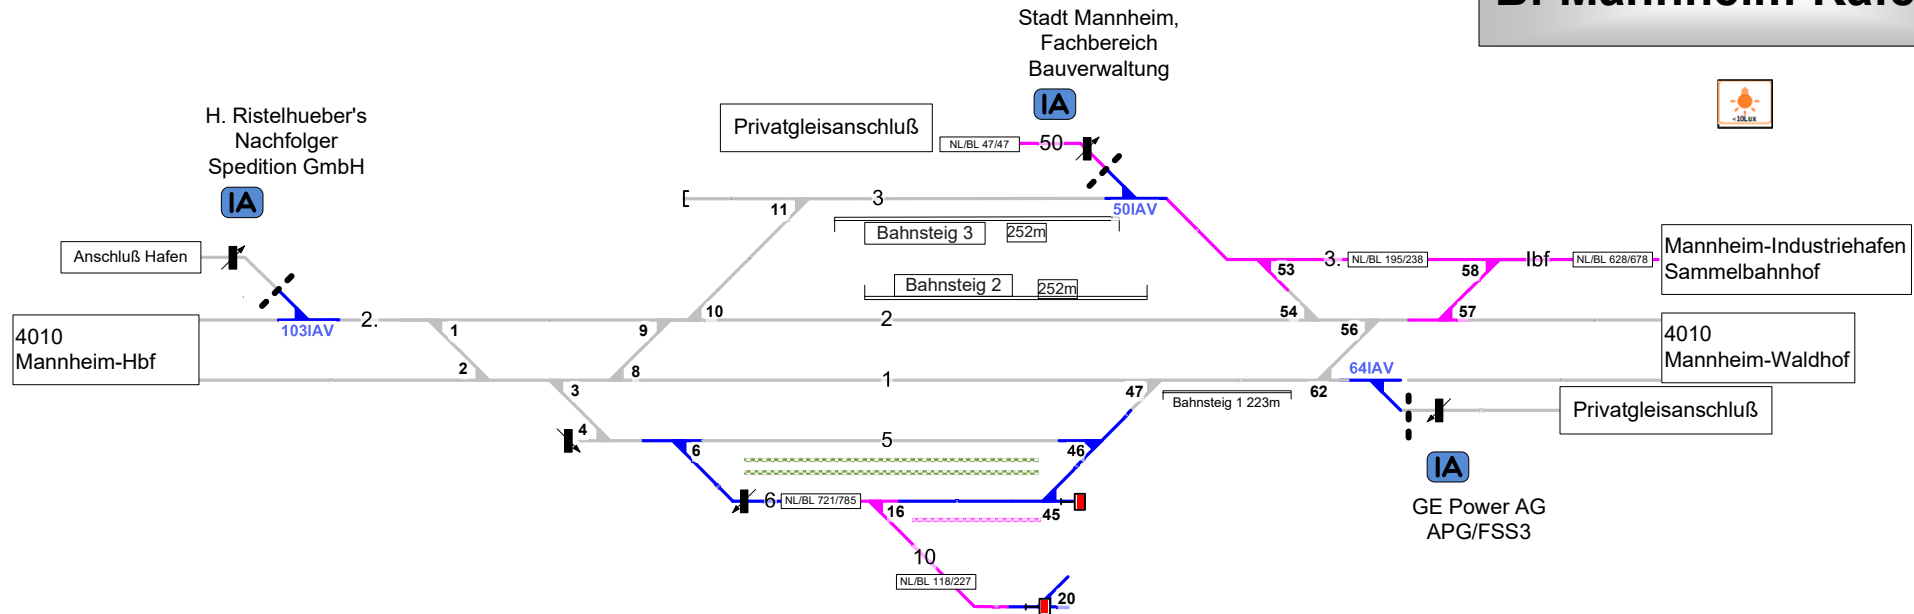 Bf Mannheim-Käfe
Stadt Mannheim,
Fachbereich
Bauverwaltung
IA
H. Ristelhueber's
Nachfolger
Spedition GmbH
IA
Privatgleisanschluß
NL/BL 47/47
50
<10Lux
11
3
50IAV
Bahnsteig 3
252m
Anschluß Hafen
53
3.
NL/BL 195/238
58
Ibf
NL/BL 628/678
Mannheim-Industriehafen
Sammelbahnhof
Bahnsteig 2
252m
103IAV
2.
1
9
10
2
54
56
57
4010
Mannheim-Hbf
4010
Mannheim-Waldhof
2
3
8
1
47
62
64IAV
Bahnsteig 1 223m
Privatgleisanschluß
4
6
5
46
IA
GE Power AG
APG/FSS3
6
NL/BL 721/785
16
45
10
NL/BL 118/227
20